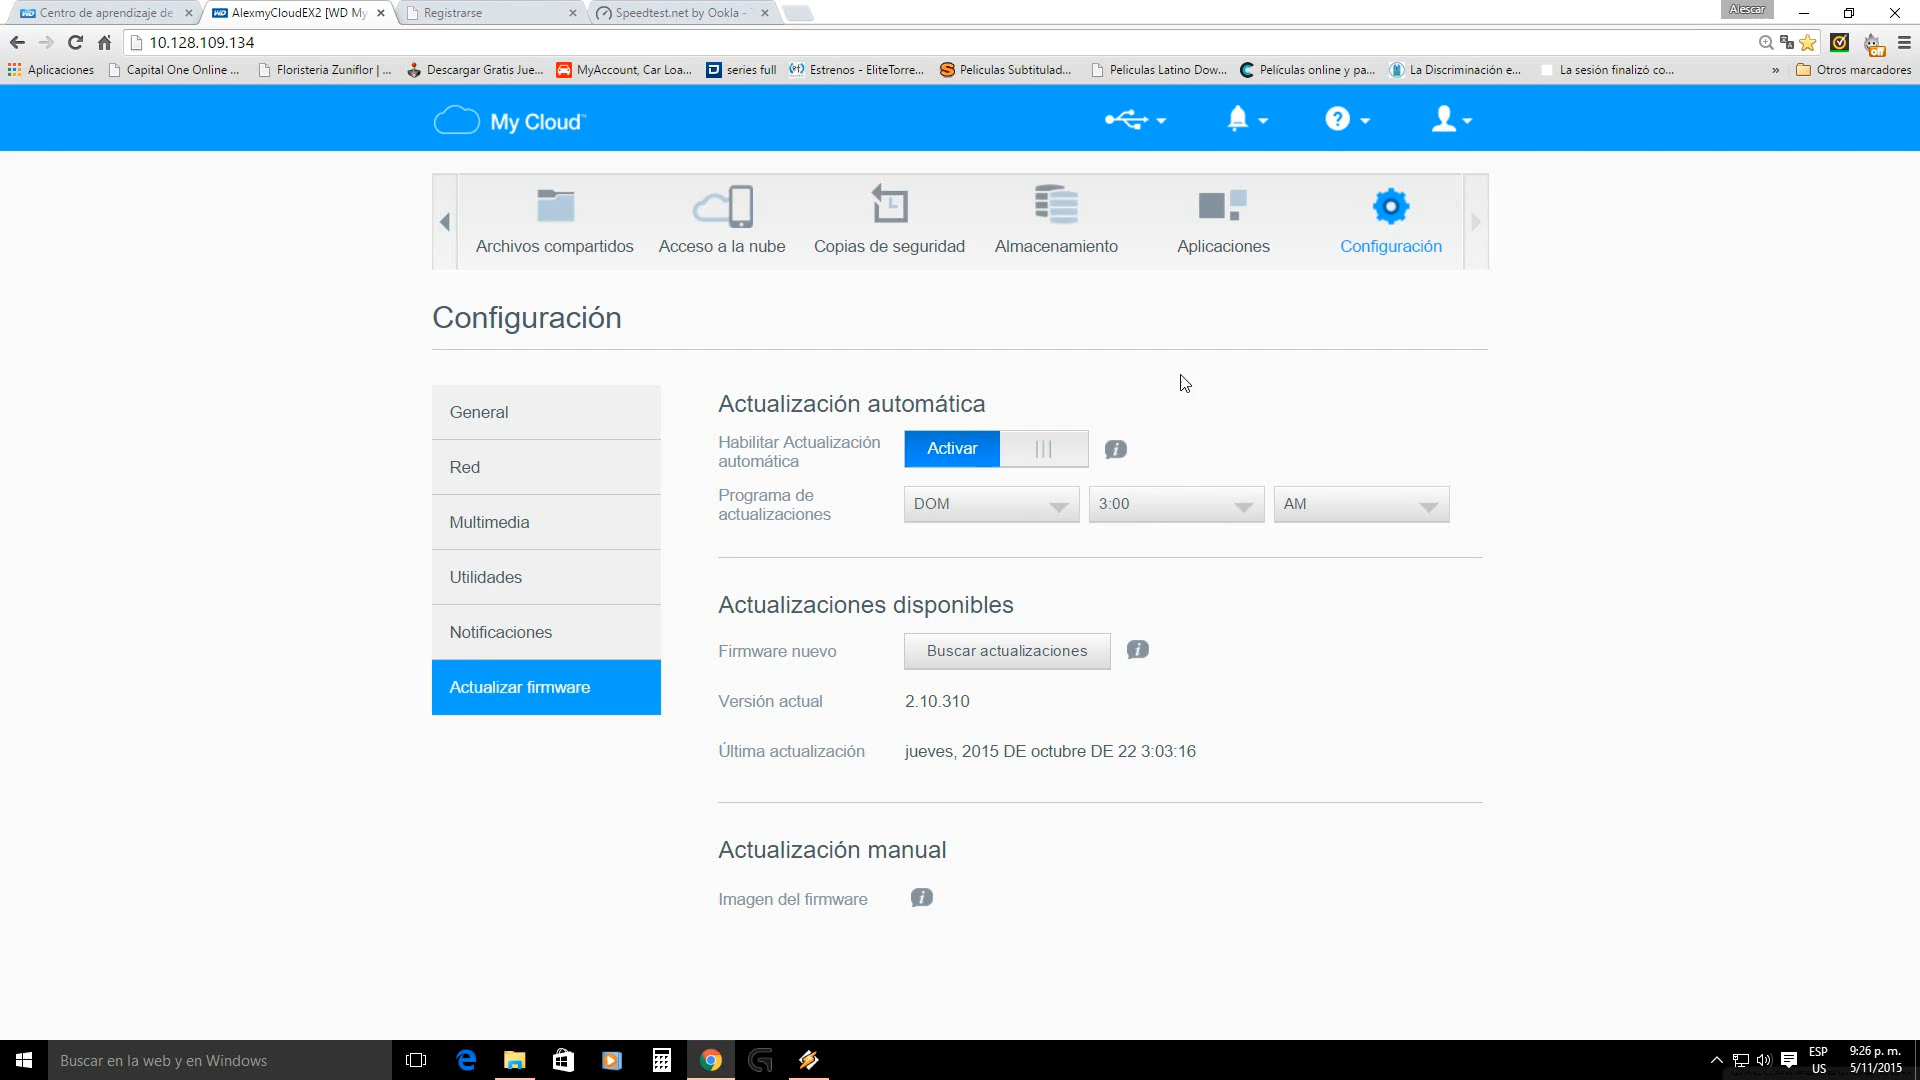 Centro de aprendizaje de
AlexmyCloudEX2 [WD My
Registrarse
Speedtest.net by Ookla -
Alescar
10.128.109.134
Aplicaciones
Capital One Online ...
Floristeria Zuniflor | ...
Descargar Gratis Jue...
MyAccount, Car Loa...
series full
Estrenos - EliteTorre...
Peliculas Subtitulad...
Peliculas Latino Dow...
Películas online y pa...
La Discriminación e...
La sesión finalizó co...
»
Otros marcadores
My Cloud
Archivos compartidos
Acceso a la nube
Copias de seguridad
Almacenamiento
Aplicaciones
Configuración
Configuración
General
Red
Multimedia
Utilidades
Notificaciones
Actualizar firmware
Actualización automática
Habilitar Actualización
automática
Activar
Programa de
actualizaciones
DOM
3:00
AM
Actualizaciones disponibles
Firmware nuevo
Buscar actualizaciones
Versión actual
2.10.310
Última actualización
jueves, 2015 DE octubre DE 22 3:03:16
Actualización manual
Imagen del firmware
Buscar en la web y en Windows
ESP
US
9:26 p. m.
5/11/2015